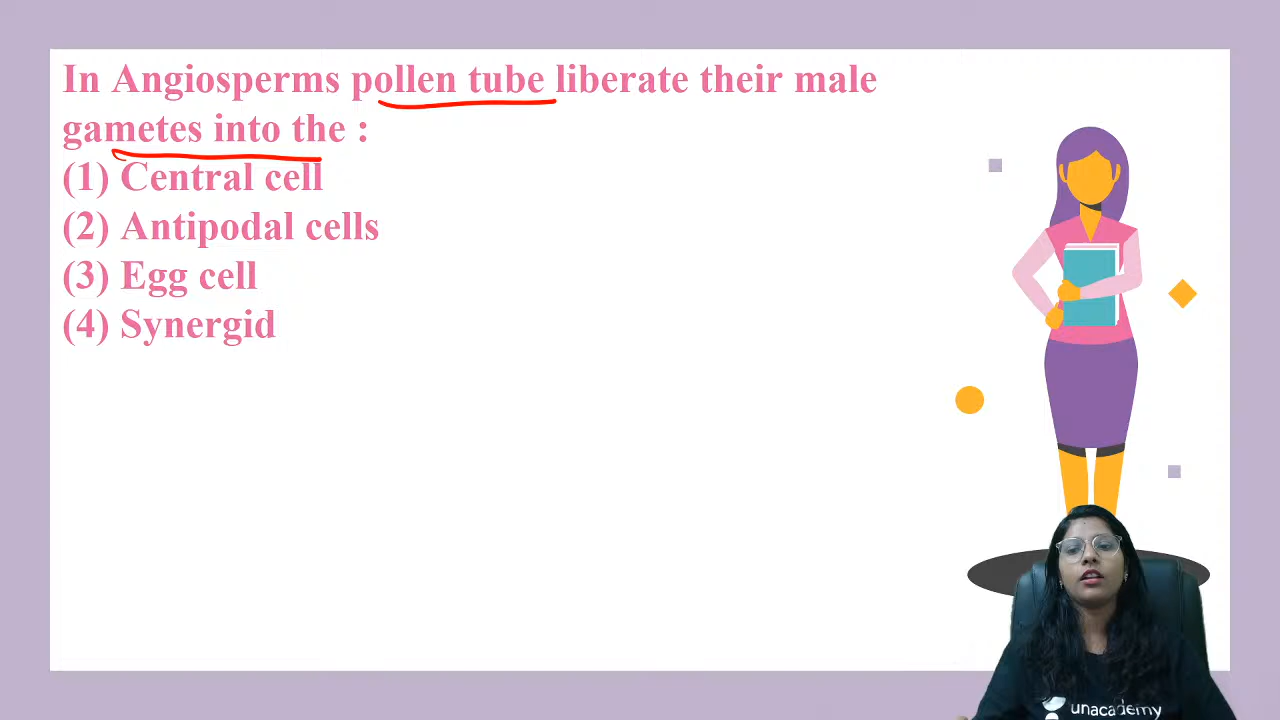 In Angiosperms pollen tube liberate their male
gametes into the :
(1) Central cell
(2) Antipodal cells
(3) Egg cell
(4) Synergid
unacademy